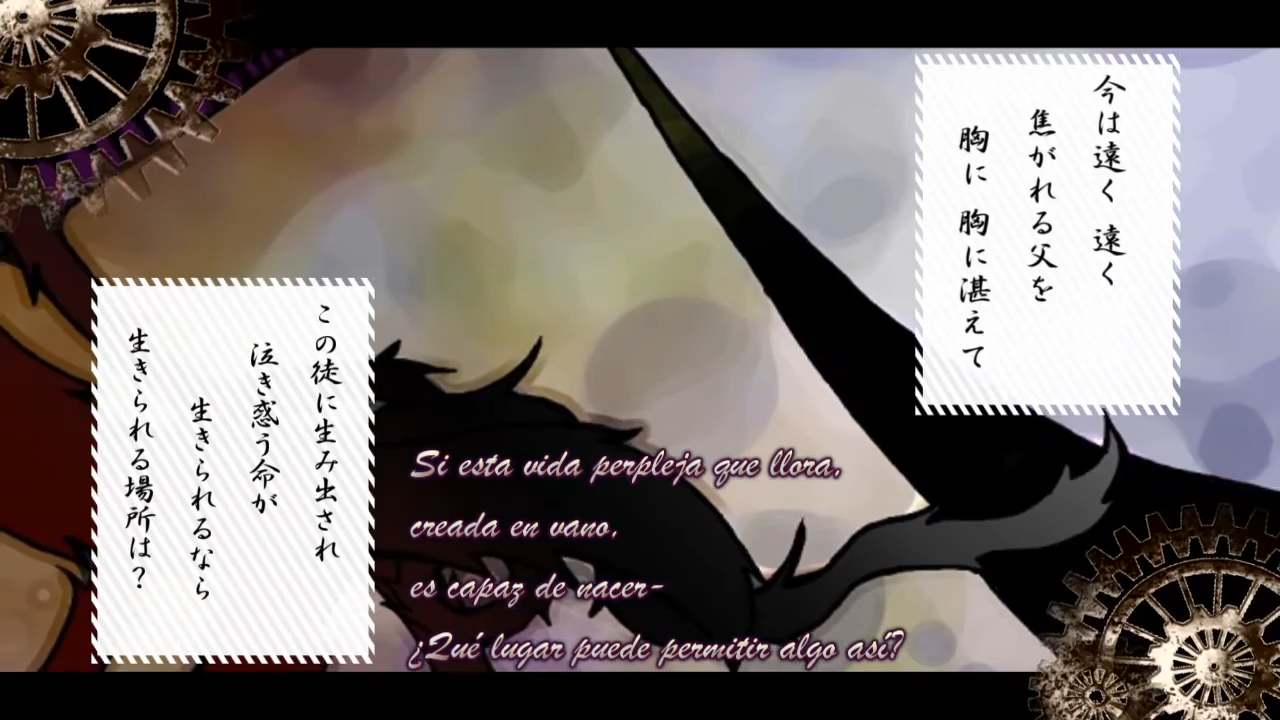 今は遠く 遠く
焦がれる父を
胸に 胸に湛えて
この徒に生み出され
泣き惑う命が
生きられるなら
生きられる場所は?
Si esta vida perpleja que llora,
creada en vano,
es capaz de nacer-
¿Qué lugar puede permitir algo así?